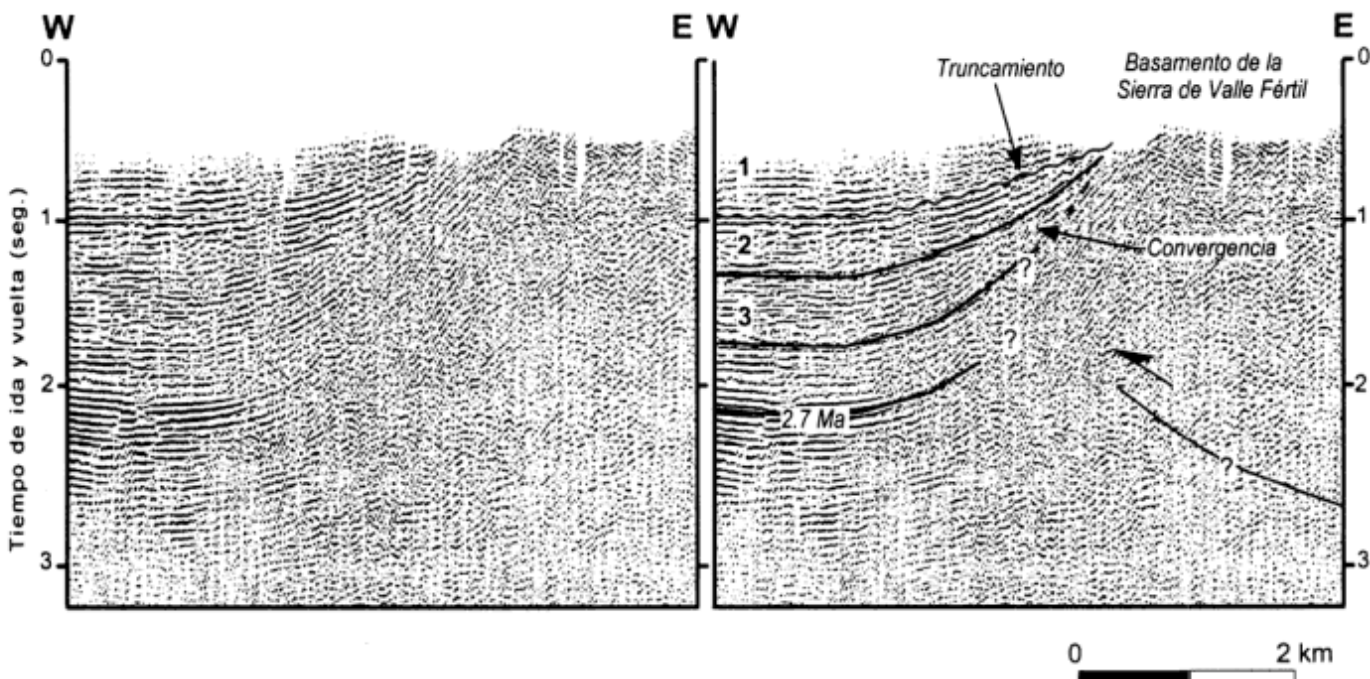 W
E
W
E
0
Truncamiento
Basamento de la
Sierra de Valle Fértil
0
1
1
2
Convergencia
1
1
?
3
?
2
2
2.7 Ma
?
3
3
Tiempo de ida y vuelta (seg.)
0
2 km